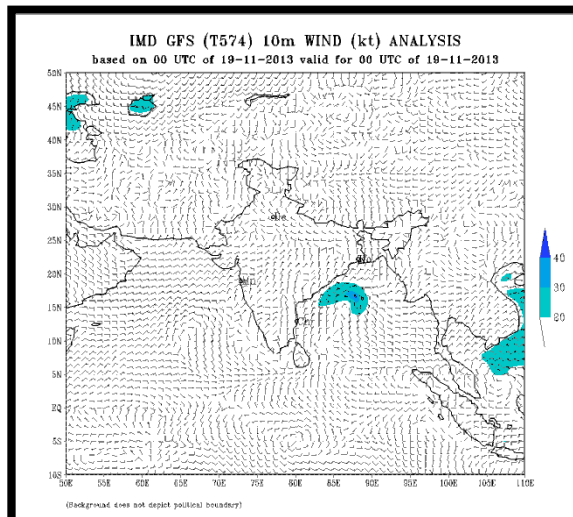 IMD GFS (T574) 10m WIND (kt) ANALYSIS
based on 00 UTC of 19-11-2013 valid for 00 UTC of 19-11-2013
50N
45N
40N
35N
30N
25N
20N
15N
10N
5N
EQ
5S
10S
50E 55E 60E 65E 70E 75E 80E 85E 90E 95E 100E 105E 110E
40
30
20
(Background does not depict political boundary)